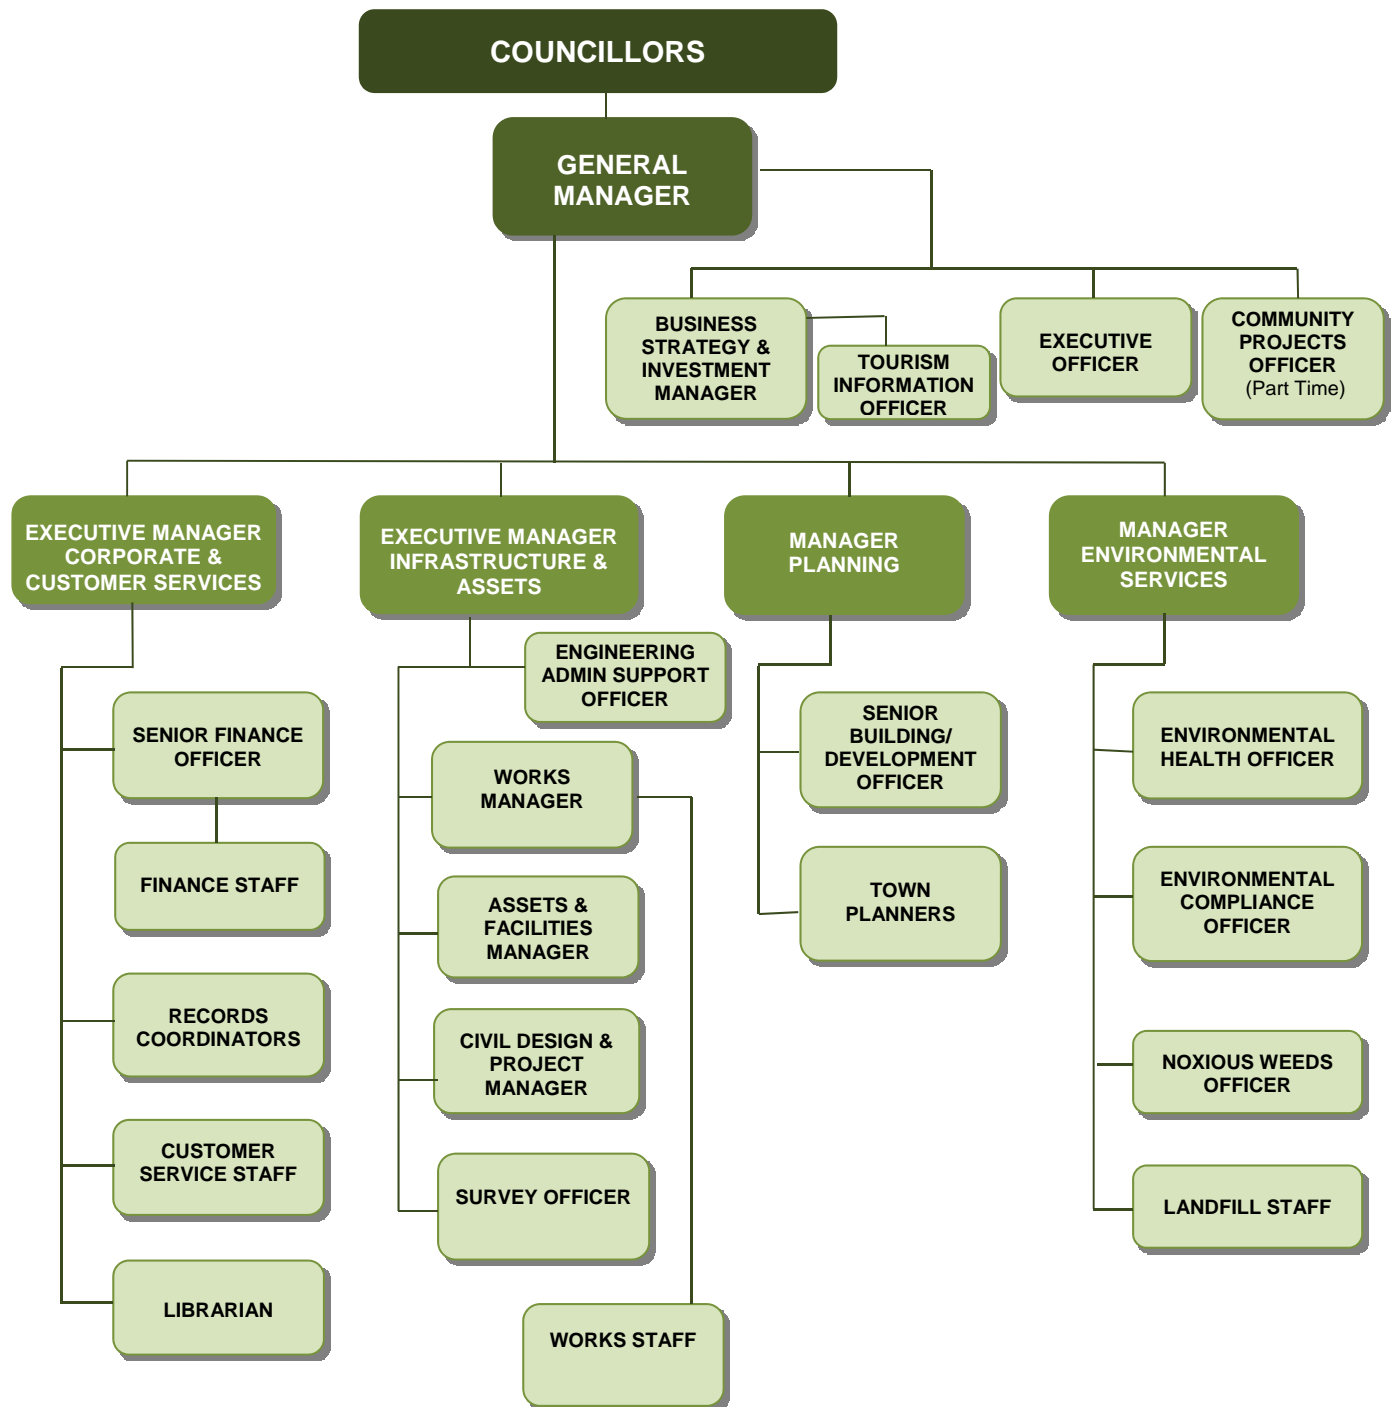 COUNCILLORS
GENERAL
MANAGER
BUSINESS
STRATEGY &
INVESTMENT
MANAGER
TOURISM
INFORMATION
OFFICER
EXECUTIVE
OFFICER
COMMUNITY
PROJECTS
OFFICER
(Part Time)
EXECUTIVE MANAGER
CORPORATE &
CUSTOMER SERVICES
EXECUTIVE MANAGER
INFRASTRUCTURE &
ASSETS
MANAGER
PLANNING
MANAGER
ENVIRONMENTAL
SERVICES
SENIOR FINANCE
OFFICER
FINANCE STAFF
RECORDS
COORDINATORS
CUSTOMER
SERVICE STAFF
LIBRARIAN
ENGINEERING
ADMIN SUPPORT
OFFICER
WORKS
MANAGER
ASSETS &
FACILITIES
MANAGER
CIVIL DESIGN &
PROJECT
MANAGER
SURVEY OFFICER
WORKS STAFF
SENIOR
BUILDING/
DEVELOPMENT
OFFICER
TOWN
PLANNERS
ENVIRONMENTAL
HEALTH OFFICER
ENVIRONMENTAL
COMPLIANCE
OFFICER
NOXIOUS WEEDS
OFFICER
LANDFILL STAFF